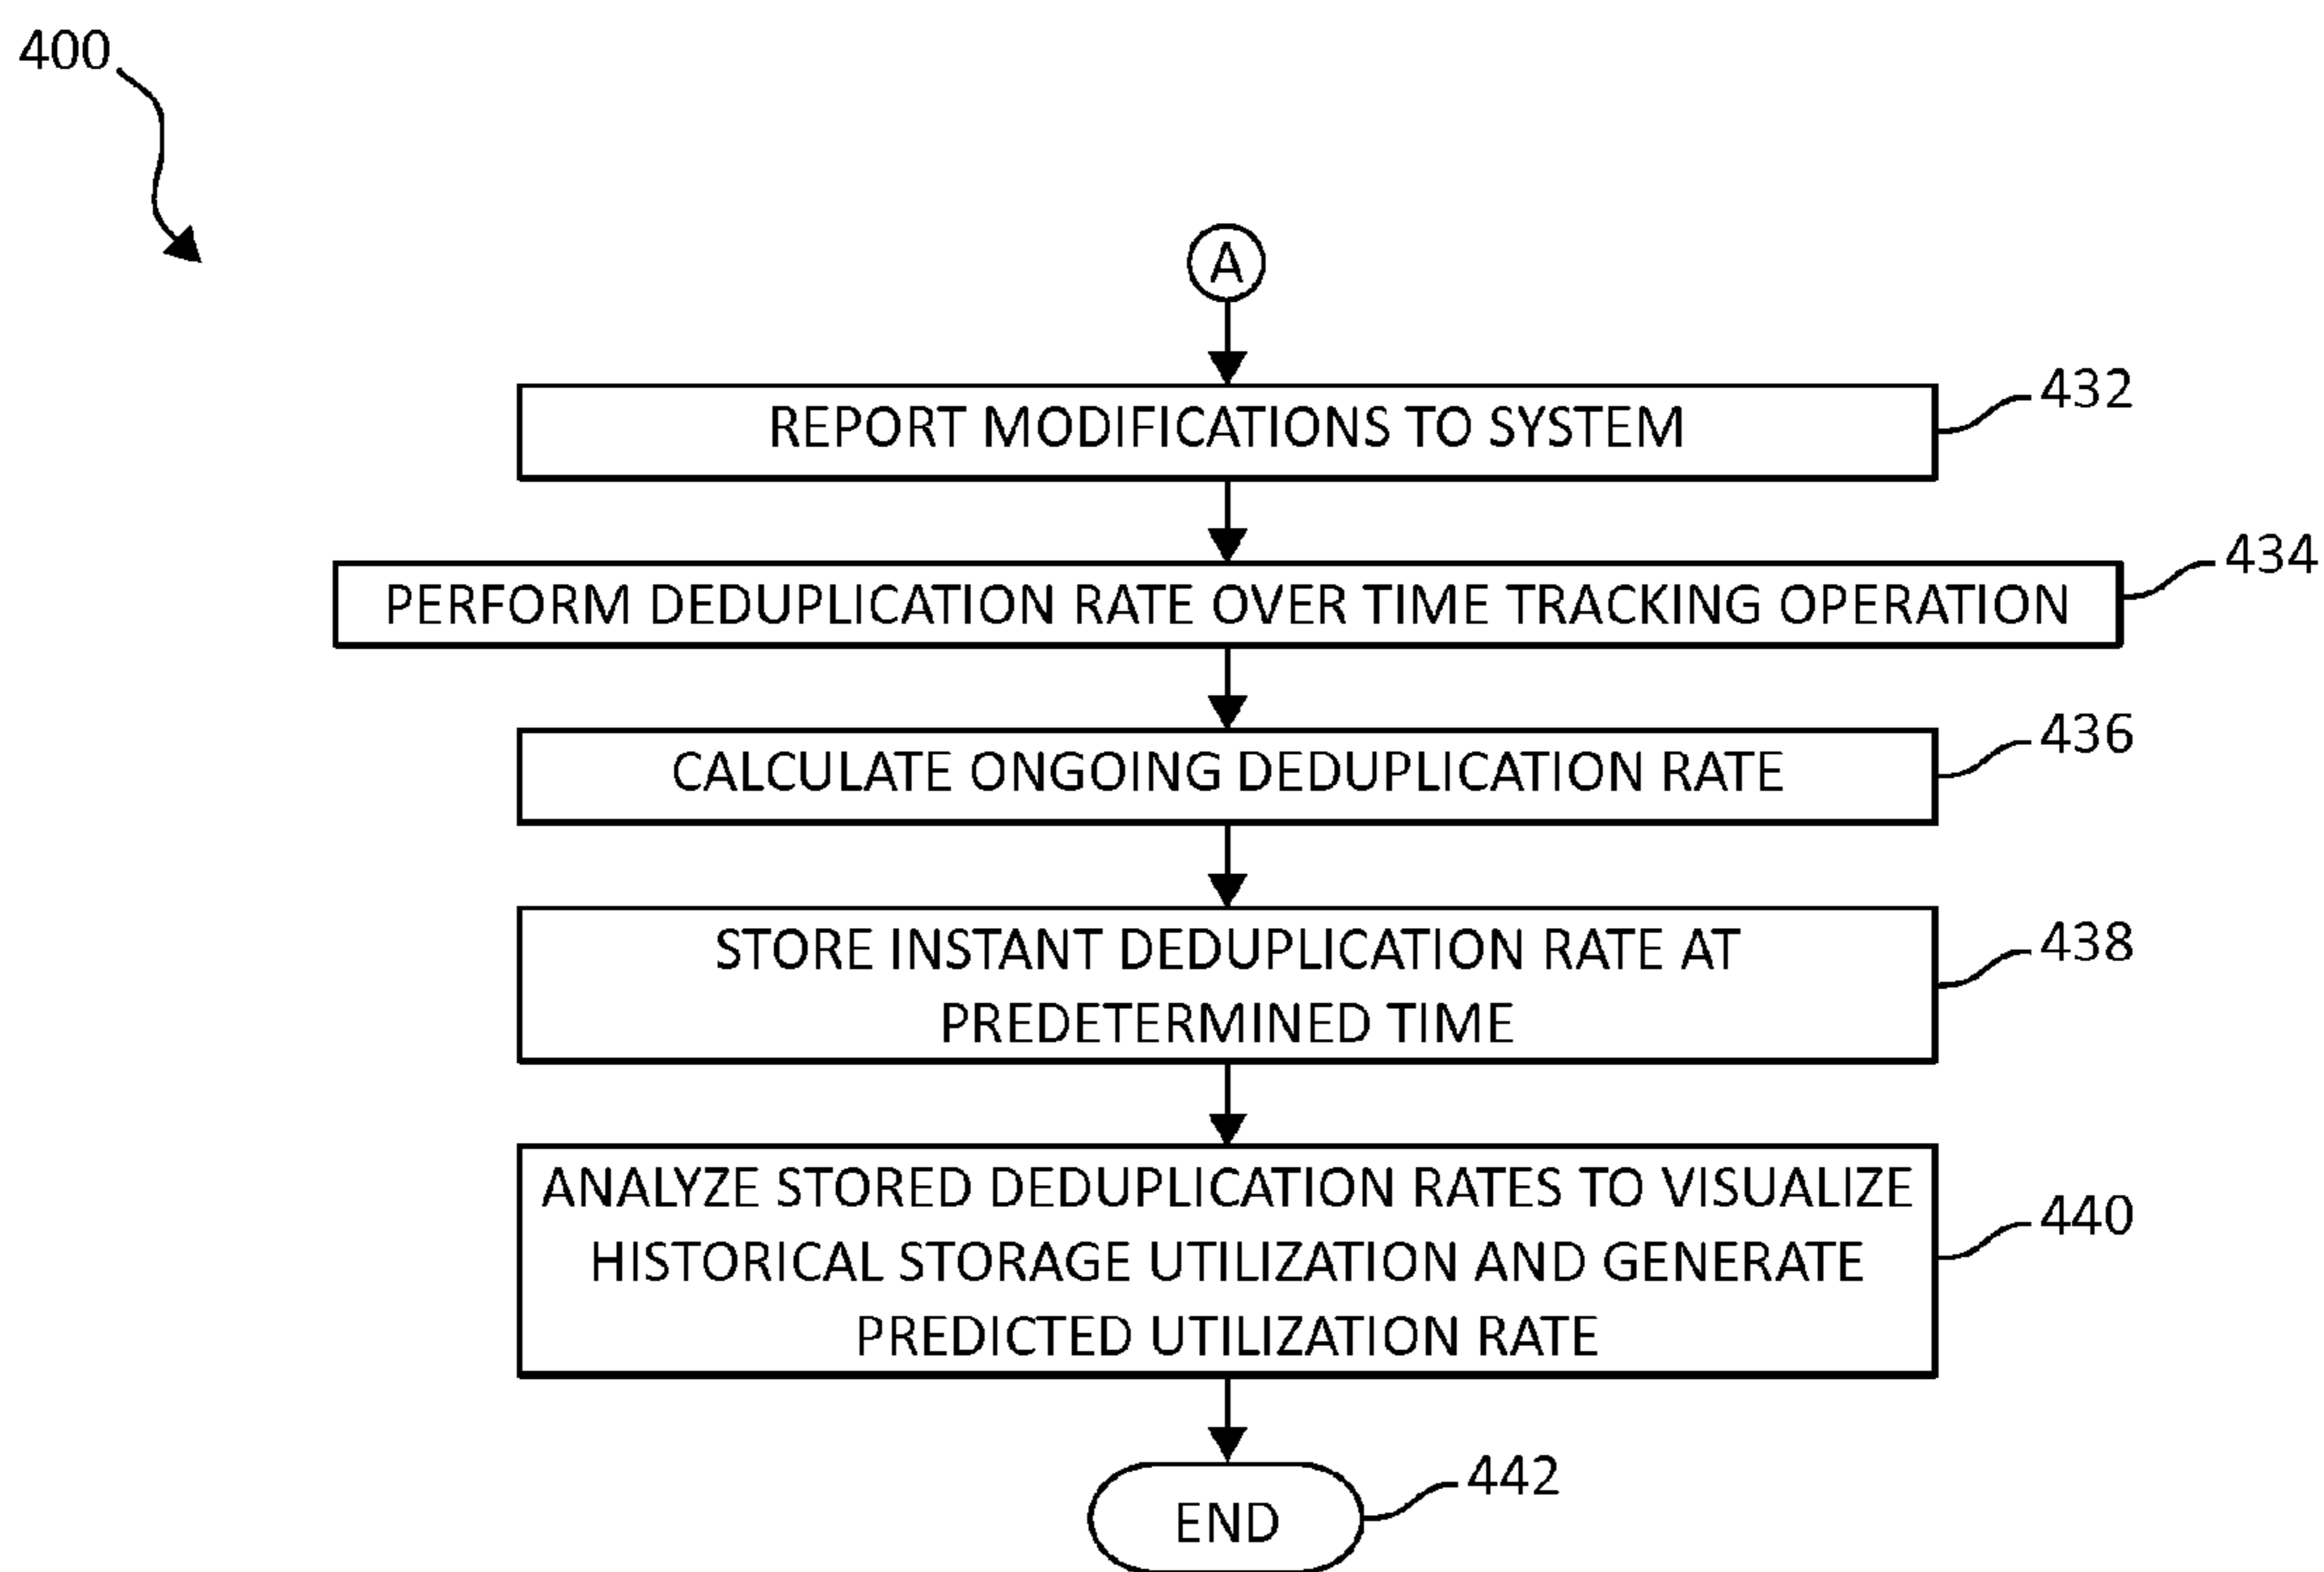 400
A
REPORT MODIFICATIONS TO SYSTEM
432
PERFORM DEDUPLICATION RATE OVER TIME TRACKING OPERATION
434
CALCULATE ONGOING DEDUPLICATION RATE
436
STORE INSTANT DEDUPLICATION RATE AT
PREDETERMINED TIME
438
ANALYZE STORED DEDUPLICATION RATES TO VISUALIZE
HISTORICAL STORAGE UTILIZATION AND GENERATE
PREDICTED UTILIZATION RATE
440
END
442